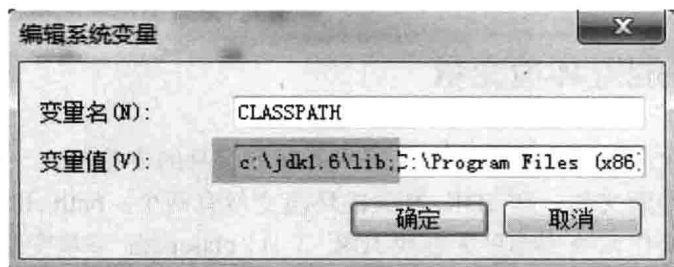 编辑系统变量
X
变量名(N): CLASSPATH
变量值(V): c:\jdk1.6\lib;C:\Program Files (x86
确定 取消